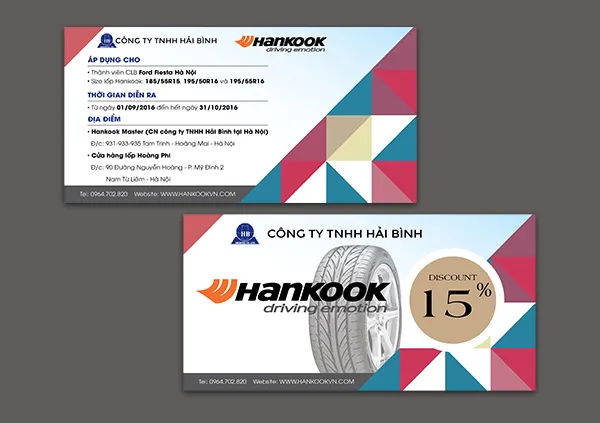 CÔNG TY TNHH HẢI BÌNH
HANKOOK
driving emotion
ÁP DỤNG CHO
• Thành viên CLB Ford Fiesta Hà Nội
• Size lốp Hankook: 185/55R15, 195/50R16 và 195/55R16
THỜI GIAN DIỄN RA
• Từ ngày 01/09/2016 đến hết ngày 31/10/2016
ĐỊA ĐIỂM
• Hankook Master (CN công ty TNHH Hải Bình tại Hà Nội)
Đ/c: 931-933-935 Tam Trinh - Hoàng Mai - Hà Nội
• Cửa hàng lốp Hoàng Phi
Đ/c: 90 Đường Nguyễn Hoàng - P. Mỹ Đình 2
Nam Từ Liêm - Hà Nội
Tel: 0964.702.820 Website: WWW.HANKOOKVN.COM
HB
CÔNG TY TNHH HẢI BÌNH
HANKOOK
driving emotion
DISCOUNT
15%
Tel: 0964.702.820 Website: WWW.HANKOOKVN.COM